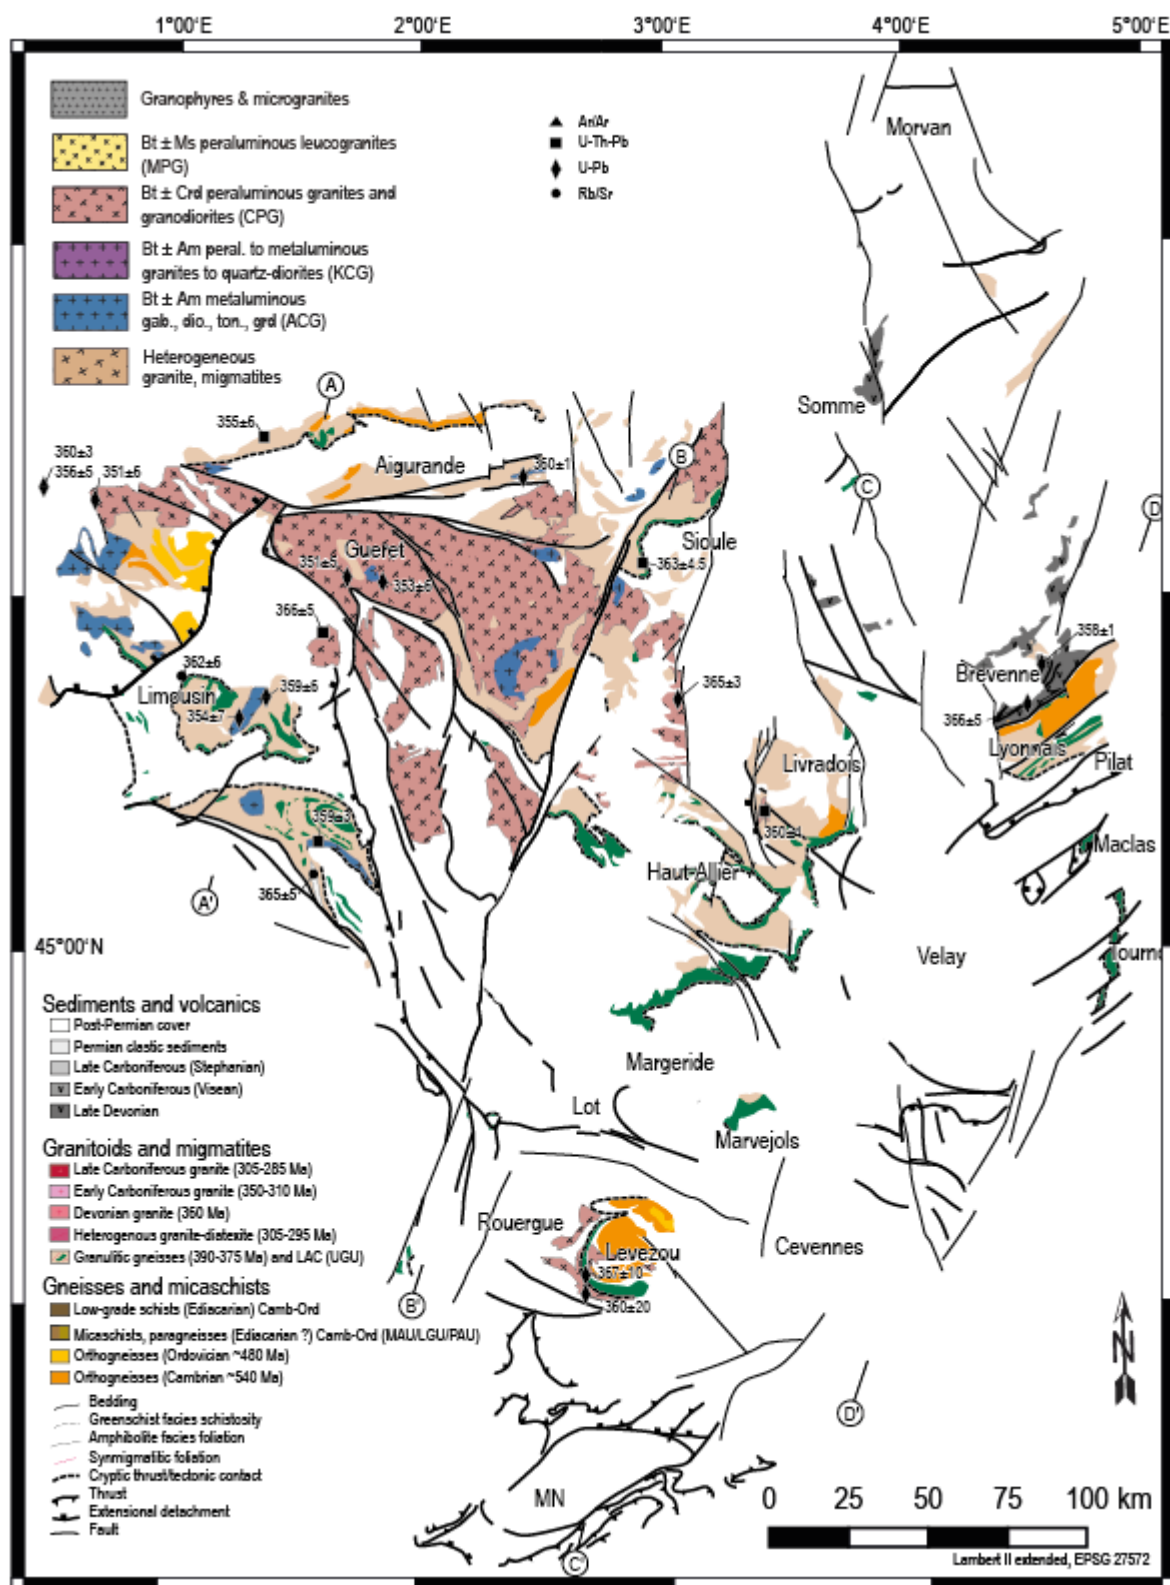 1°00'E 2°00'E 3°00'E 4°00'E 5°00'E
Granophyres & microgranites
Bt ± Ms peraluminous leucogranites
(MPG)
Bt ± Crd peraluminous granites and
granodiorites (CPG)
Bt ± Am peral. to metaluminous
granites to quartz-diorites (KCG)
Bt ± Am metaluminous
gab., dio., ton., grd (ACG)
Heterogeneous
granite, migmatites
Ar/Ar
U-Th-Pb
U-Pb
Rb/Sr
Morvan
Somme
A
355±6
360±3
356±5
351±6
Aigurande
360±1
B
C
D
Gueret
351±5
353±6
Sioule
363±4.5
366±5
362±6
Limousin
359±5
354±7
365±3
358±1
Brevenne
366±5
Lyonnais
Pilat
Livradois
360±4
359±3
365±5
A'
Haut-Allier
Maclas
Velay
Tourno
45°00'N
Sediments and volcanics
Post-Permian cover
Permian clastic sediments
Late Carboniferous (Stephanian)
Early Carboniferous (Visean)
Late Devonian
Granitoids and migmatites
Late Carboniferous granite (305-285 Ma)
Early Carboniferous granite (350-310 Ma)
Devonian granite (360 Ma)
Heterogenous granite-diatexite (305-295 Ma)
Granulitic gneisses (390-375 Ma) and LAC (UGU)
Gneisses and micaschists
Low-grade schists (Ediacarian) Camb-Ord
Micaschists, paragneisses (Ediacarian ?) Camb-Ord (MAU/LGU/PAU)
Orthogneisses (Ordovician ~480 Ma)
Orthogneisses (Cambrian ~540 Ma)
Bedding
Greenschist facies schistosity
Amphibolite facies foliation
Synmigmatitic foliation
Cryptic thrust/tectonic contact
Thrust
Extensional detachment
Fault
Margeride
Lot
Marvejols
Rouergue
Levezou
367±10
360±20
Cevennes
B'
D'
MN
C'
N
0 25 50 75 100 km
Lambert II extended, EPSG 27572